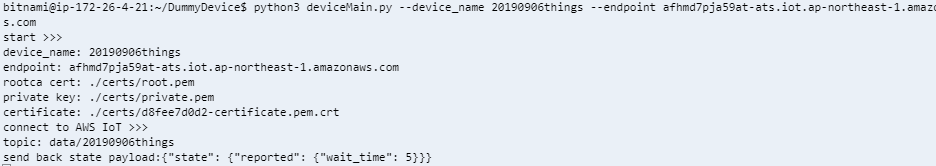 bitnami@ip-172-26-4-21:~/DummyDevice$ python3 deviceMain.py --device_name 20190906things --endpoint afhmd7pja59at-ats.iot.ap-northeast-1.amazonaw
s.com
start >>>
device_name: 20190906things
endpoint: afhmd7pja59at-ats.iot.ap-northeast-1.amazonaws.com
rootca cert: ./certs/root.pem
private key: ./certs/private.pem
certificate: ./certs/d8fee7d0d2-certificate.pem.crt
connect to AWS IoT >>>
topic: data/20190906things
send back state payload:{"state": {"reported": {"wait_time": 5}}}